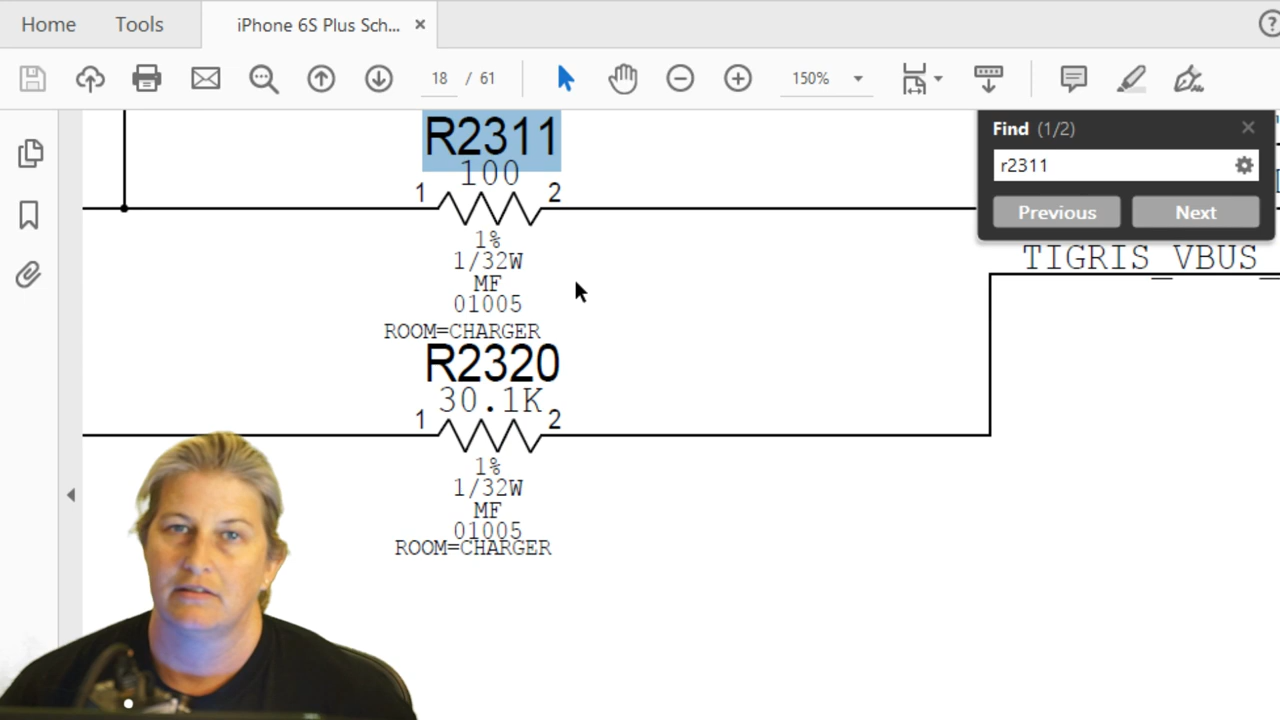 Home Tools iPhone 6S Plus Sch... ×
18 / 61 150%
Find (1/2)
r2311
Previous Next
R2311
100
1 2
1%
1/32W
MF
01005
ROOM=CHARGER
TIGRIS_VBUS_
R2320
30.1K
1 2
1%
1/32W
MF
01005
ROOM=CHARGER